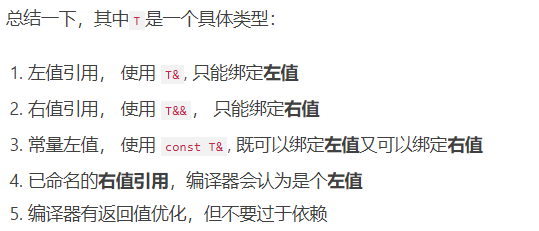 总结一下，其中 T 是一个具体类型：
1. 左值引用， 使用 T& , 只能绑定左值
2. 右值引用， 使用 T&& ， 只能绑定右值
3. 常量左值， 使用 const T& , 既可以绑定左值又可以绑定右值
4. 已命名的右值引用，编译器会认为是个左值
5. 编译器有返回值优化，但不要过于依赖